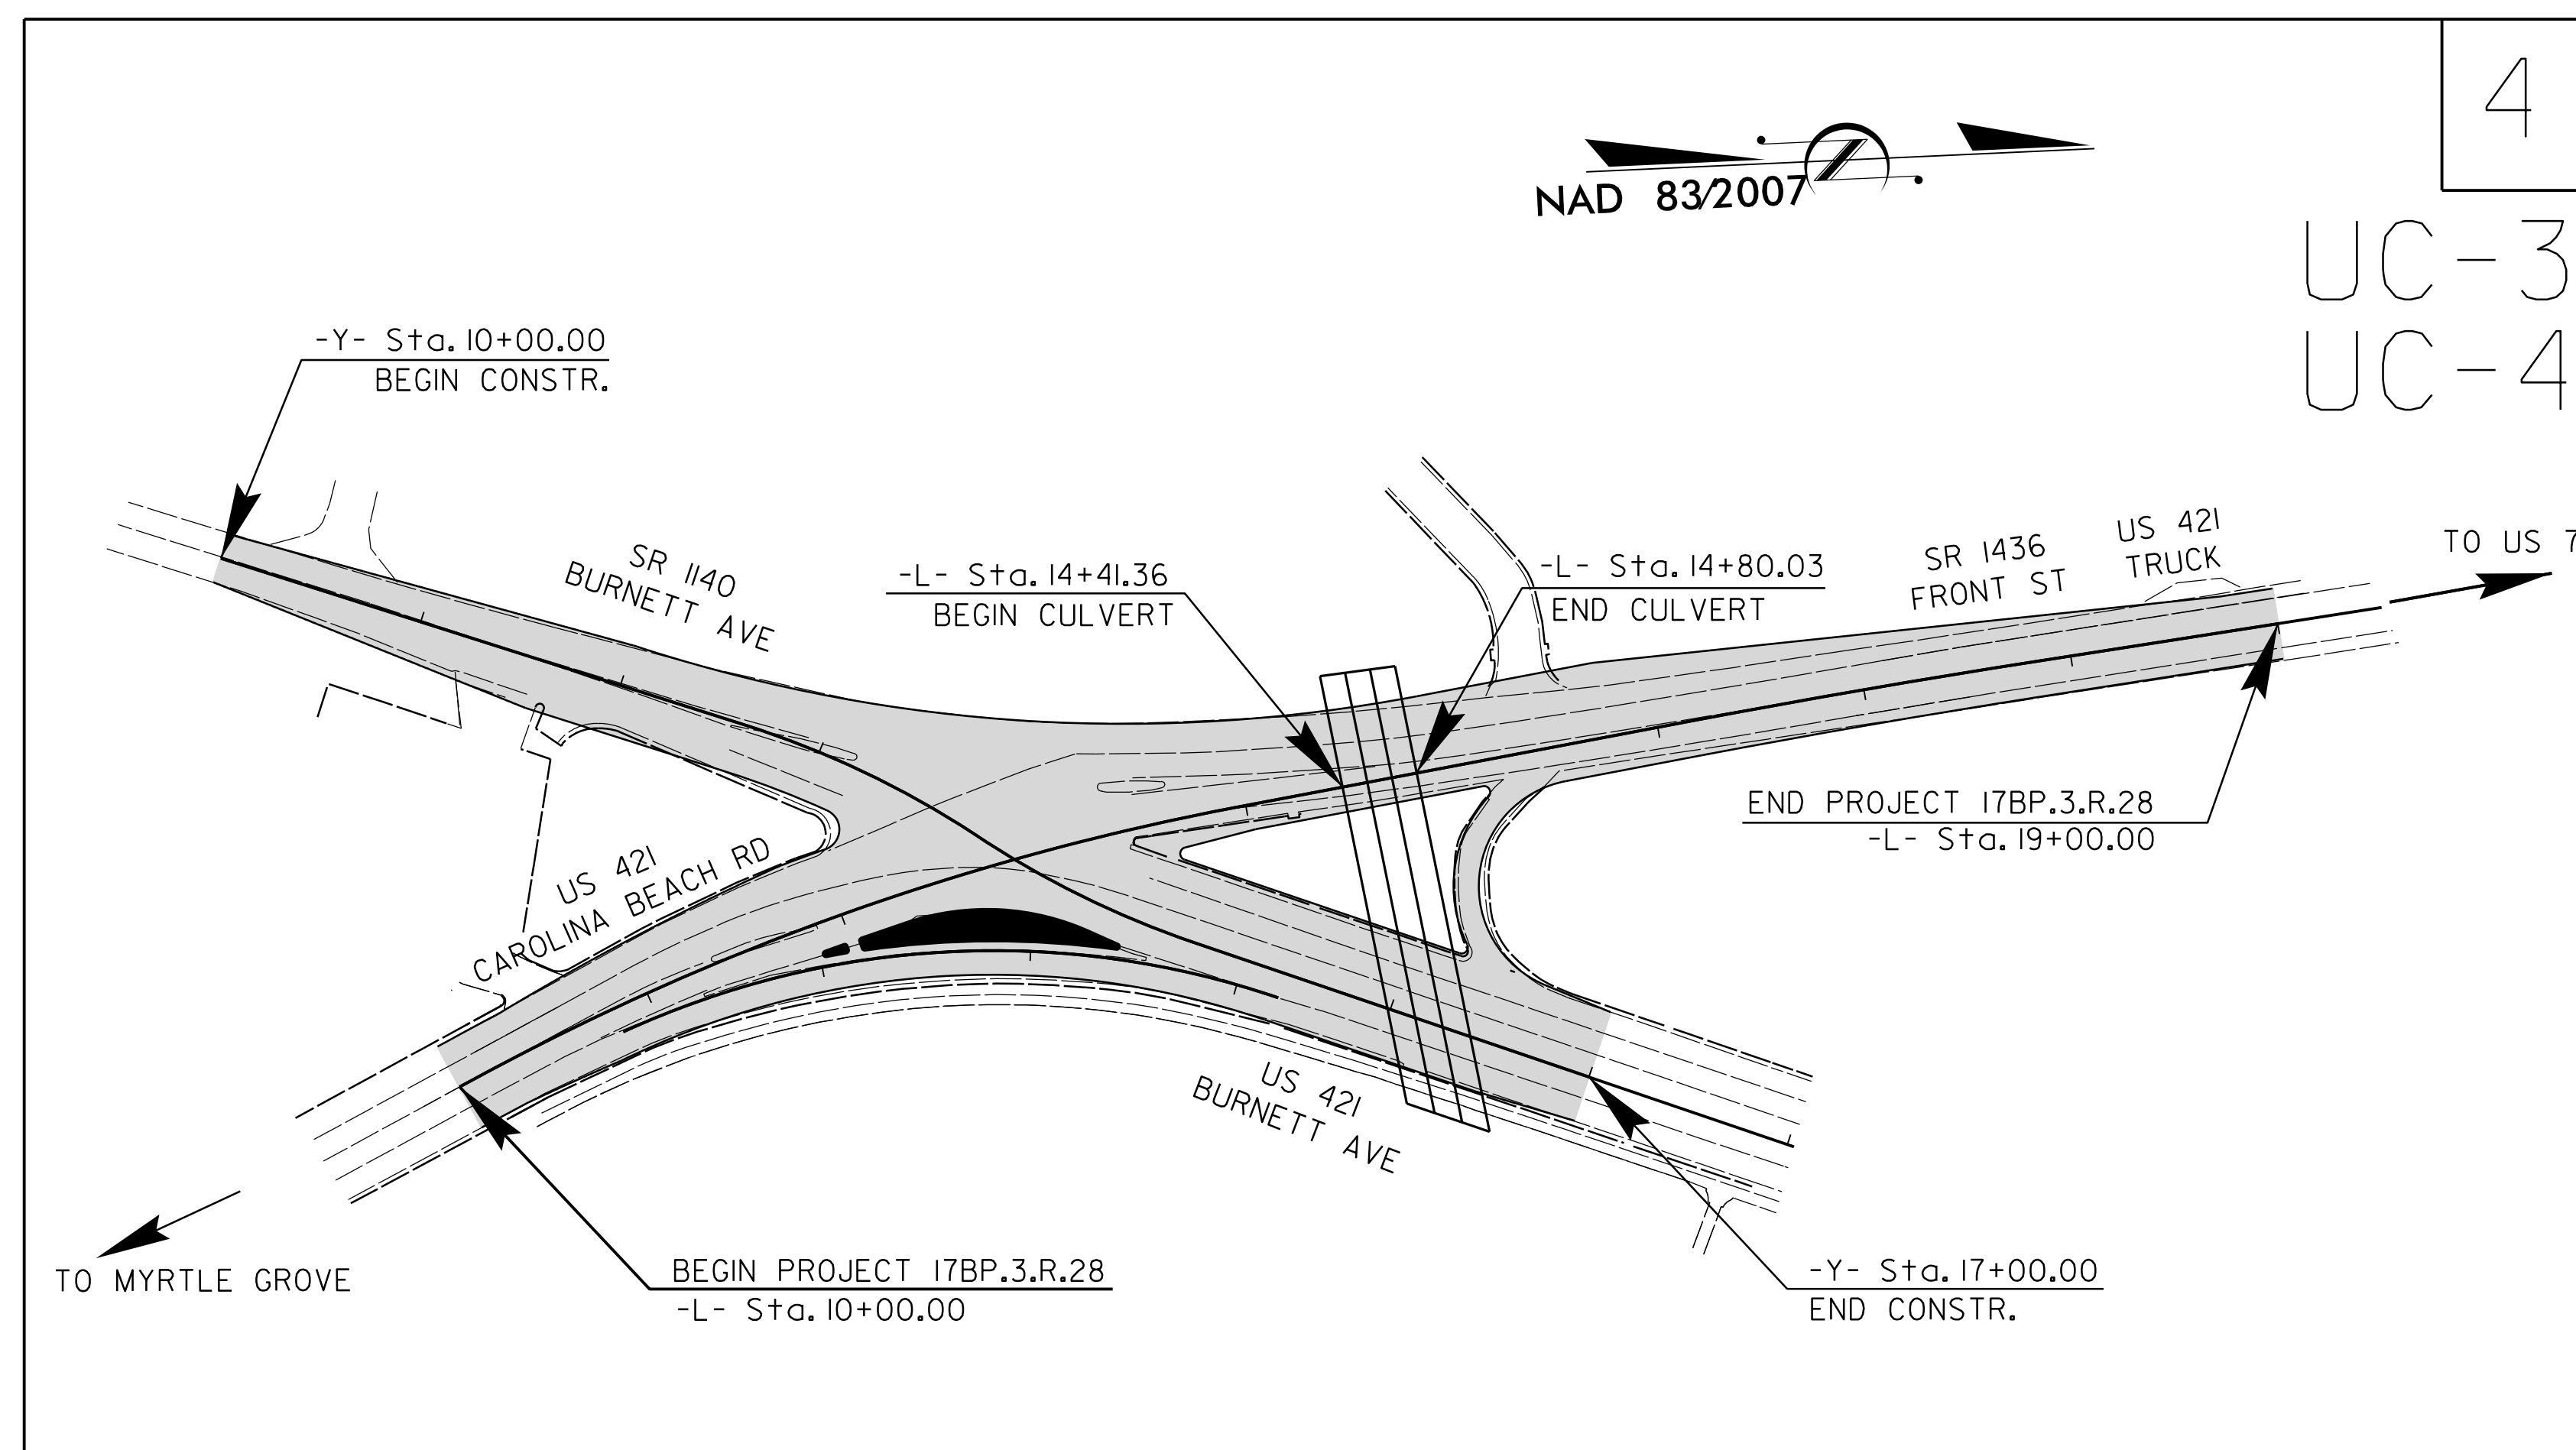 4
NAD 83/2007
UC-3
UC-4
-Y- Sta. 10+00.00
BEGIN CONSTR.
SR 1140
BURNETT AVE
-L- Sta. 14+41.36
BEGIN CULVERT
-L- Sta. 14+80.03
END CULVERT
SR 1436
FRONT ST
US 421
TRUCK
TO US
END PROJECT 17BP.3.R.28
-L- Sta. 19+00.00
US 421
CAROLINA BEACH RD
US 421
BURNETT AVE
TO MYRTLE GROVE
BEGIN PROJECT 17BP.3.R.28
-L- Sta. 10+00.00
-Y- Sta. 17+00.00
END CONSTR.